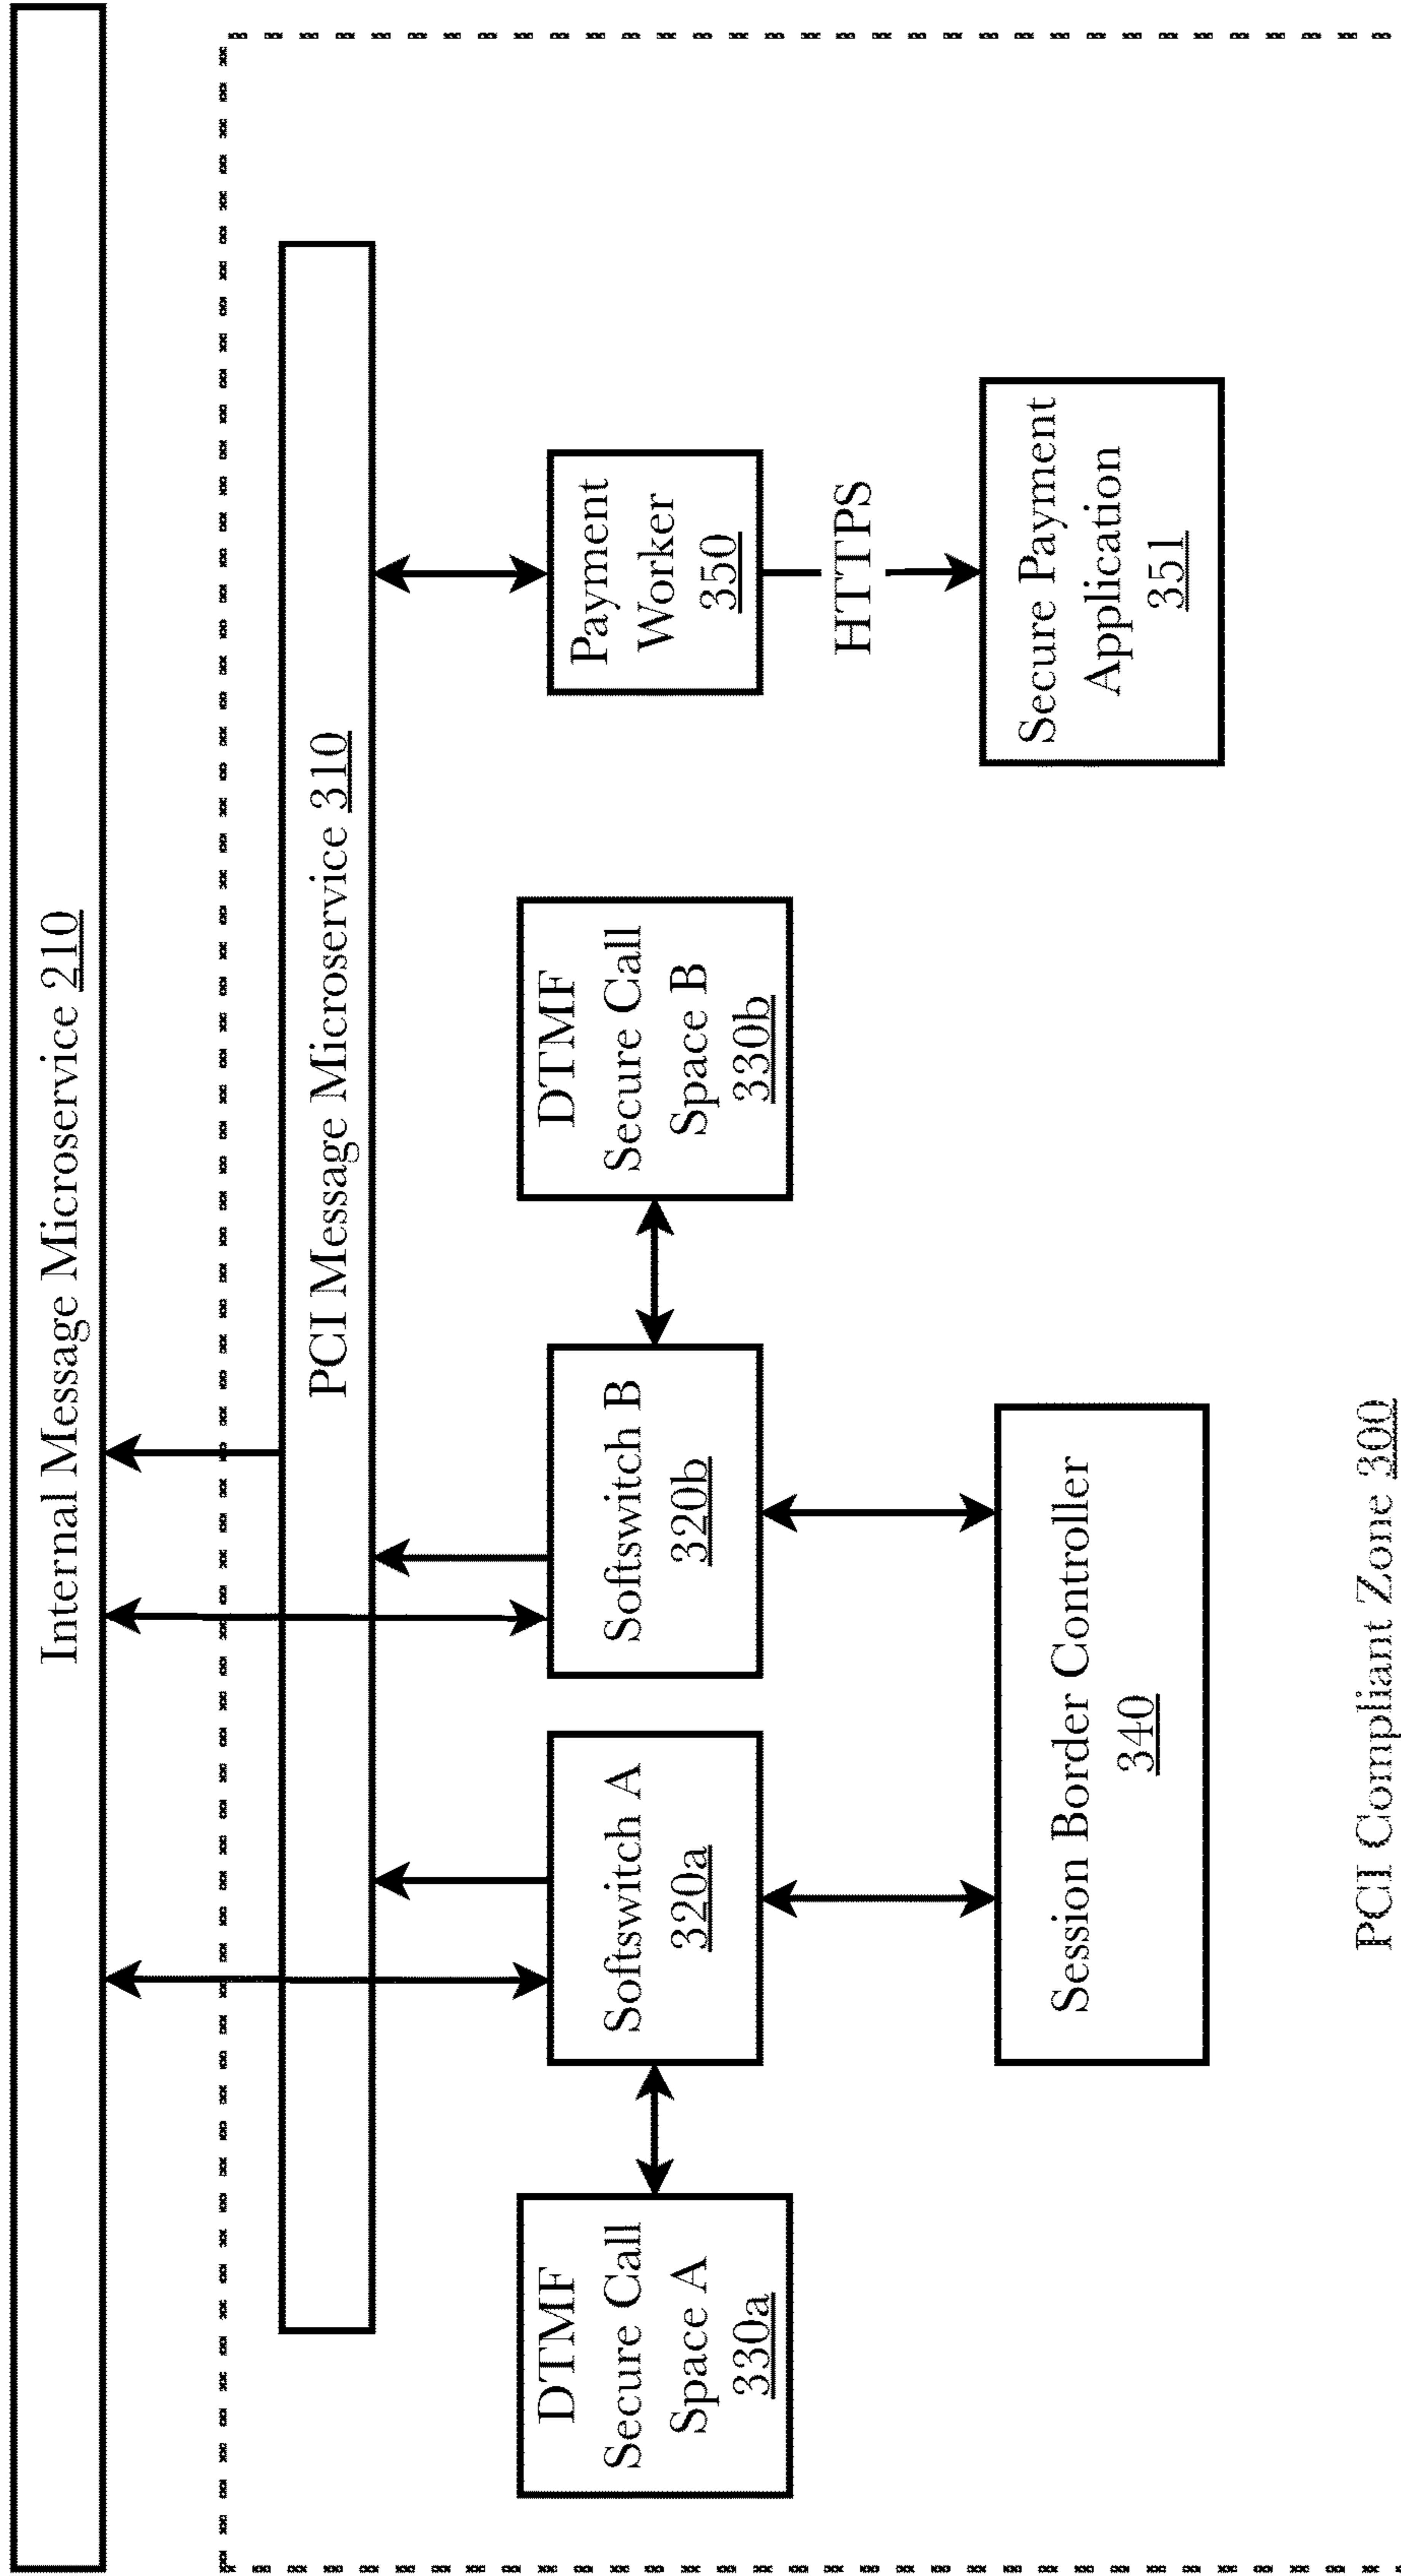 Internal Message Microservice 210
PCI Message Microservice 310
DTMF
Secure Call
Space A
330a
Softswitch A
320a
Softswitch B
320b
DTMF
Secure Call
Space B
330b
Payment
Worker
350
HTTPS
Session Border Controller
340
Secure Payment
Application
351
PCI Compliant Zone 300